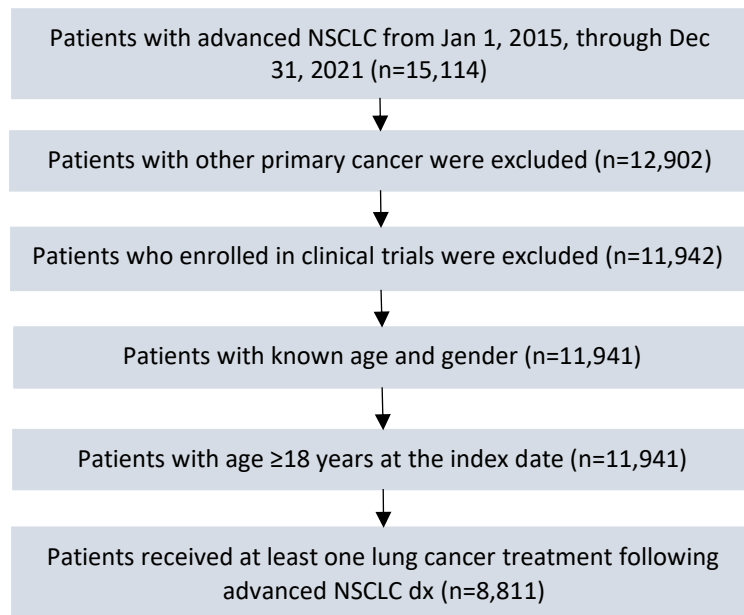 Patients with advanced NSCLC from Jan 1, 2015, through Dec
31, 2021 (n=15,114)
Patients with other primary cancer were excluded (n=12,902)
Patients who enrolled in clinical trials were excluded (n=11,942)
Patients with known age and gender (n=11,941)
Patients with age ≥18 years at the index date (n=11,941)
Patients received at least one lung cancer treatment following
advanced NSCLC dx (n=8,811)